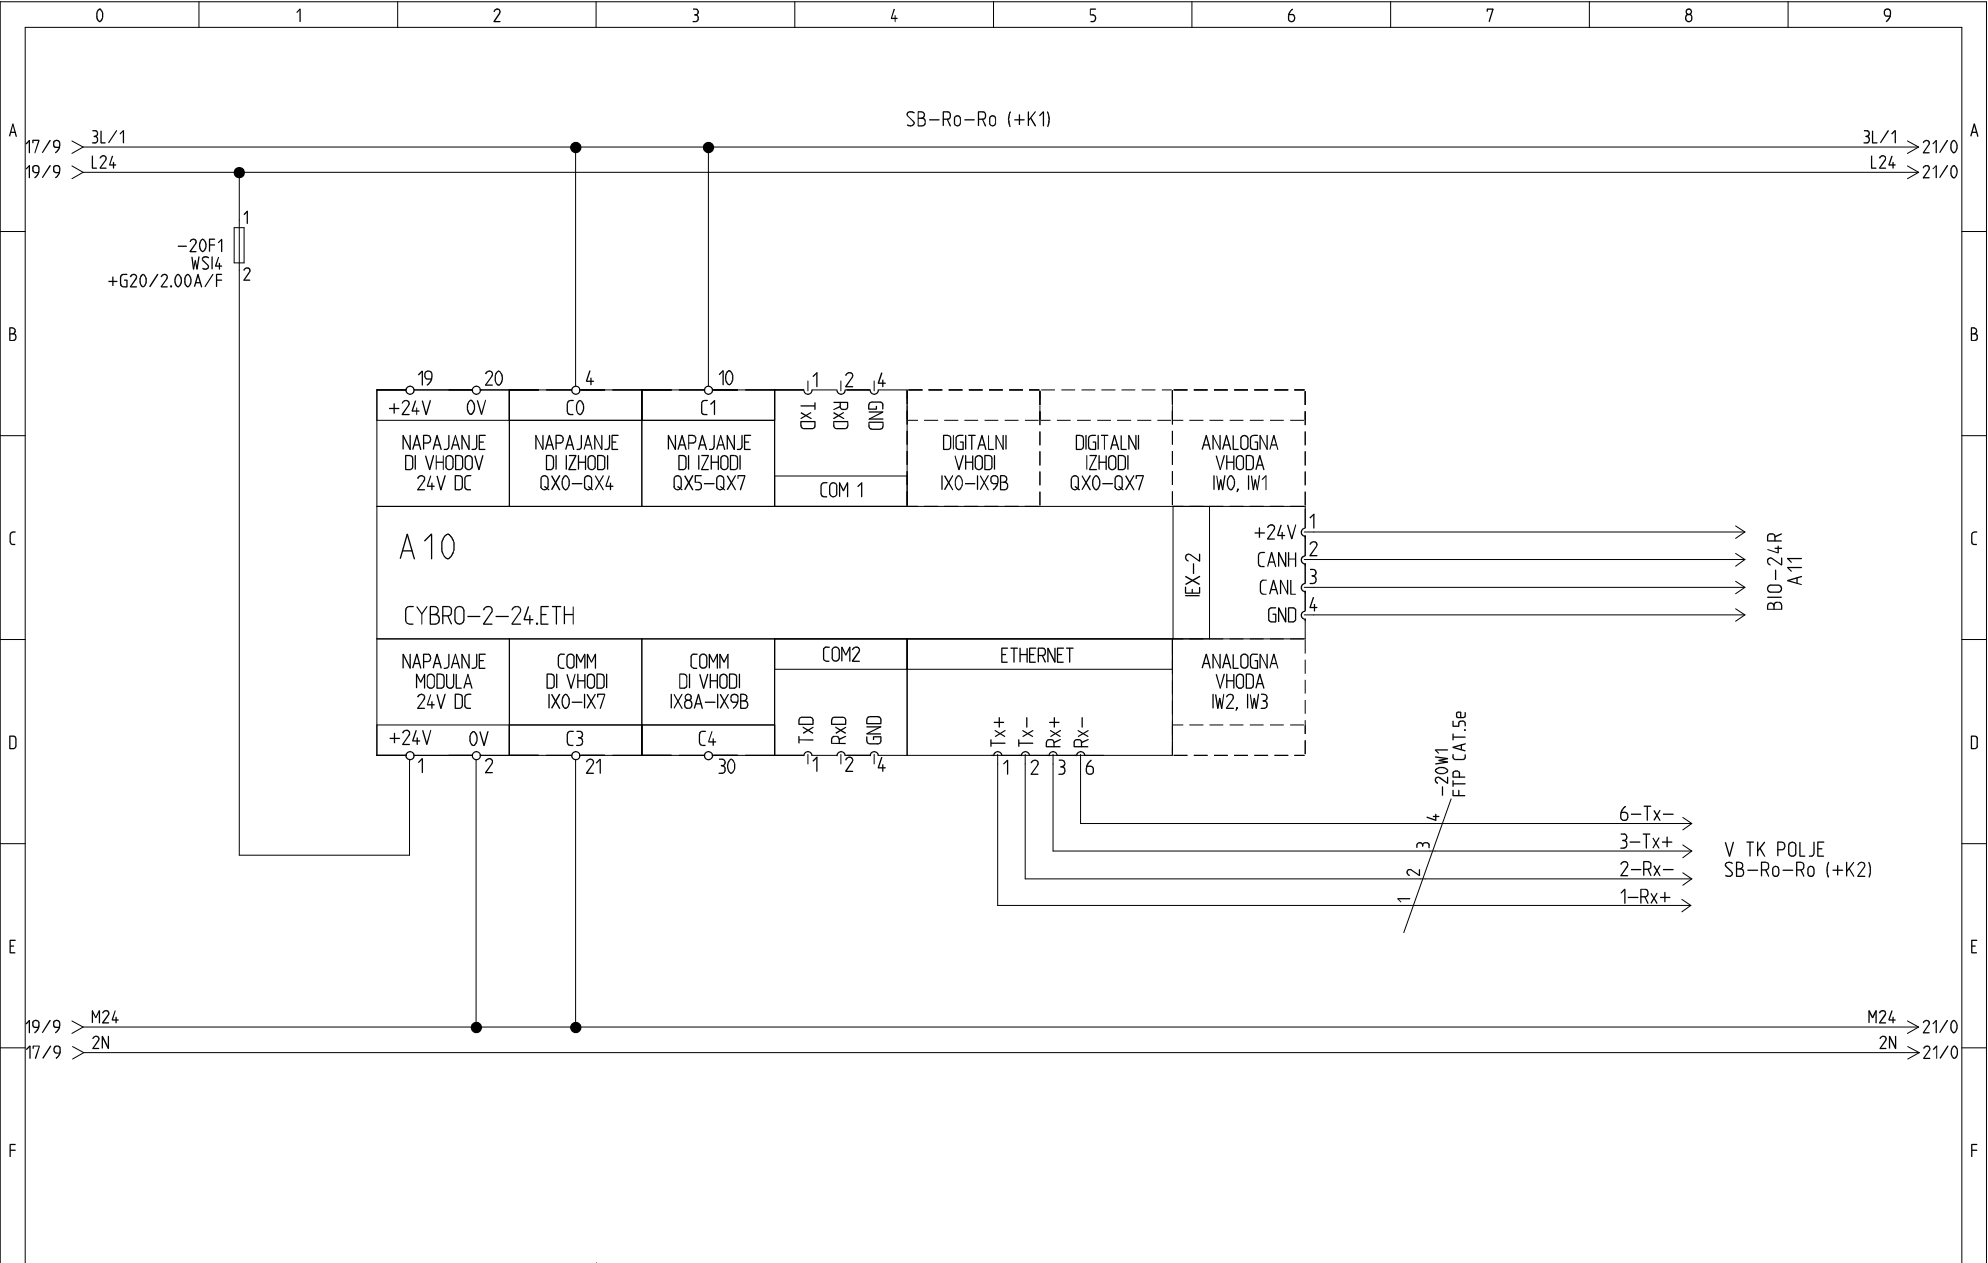 0 1 2 3 4 5 6 7 8 9
SB-Ro-Ro (+K1)
A A
17/9 3L/1 3L/1 21/0
19/9 L24 L24 21/0
1
-20F1
WSI4
+G20/2.00A/F 2
B B
19 20 4 10 1 2 4
+24V 0V C0 C1 TxD RxD GND
NAPAJANJE
DI VHODOV
24V DC
NAPAJANJE
DI IZHODI
QX0-QX4
NAPAJANJE
DI IZHODI
QX5-QX7
COM 1
DIGITALNI
VHODI
IX0-IX9B
DIGITALNI
IZHODI
QX0-QX7
ANALOGNA
VHODA
IW0, IW1
C C
A10
CYBRO-2-24.ETH
IEX-2
+24V 1
CANH 2
CANL 3
GND 4
BIO-24R
A11
NAPAJANJE
MODULA
24V DC
COMM
DI VHODI
IX0-IX7
COMM
DI VHODI
IX8A-IX9B
COM2
ETHERNET
ANALOGNA
VHODA
IW2, IW3
D D
+24V 0V C3 C4 TxD RxD GND Tx+ Tx- Rx+ Rx-
1 2 21 30 1 2 4 1 2 3 6
-20W1
FTP CAT.5e
4 6-Tx-
3 3-Tx+
2 2-Rx-
1 1-Rx+
V TK POLJE
SB-Ro-Ro (+K2)
E E
19/9 M24 M24 21/0
17/9 2N 2N 21/0
F F